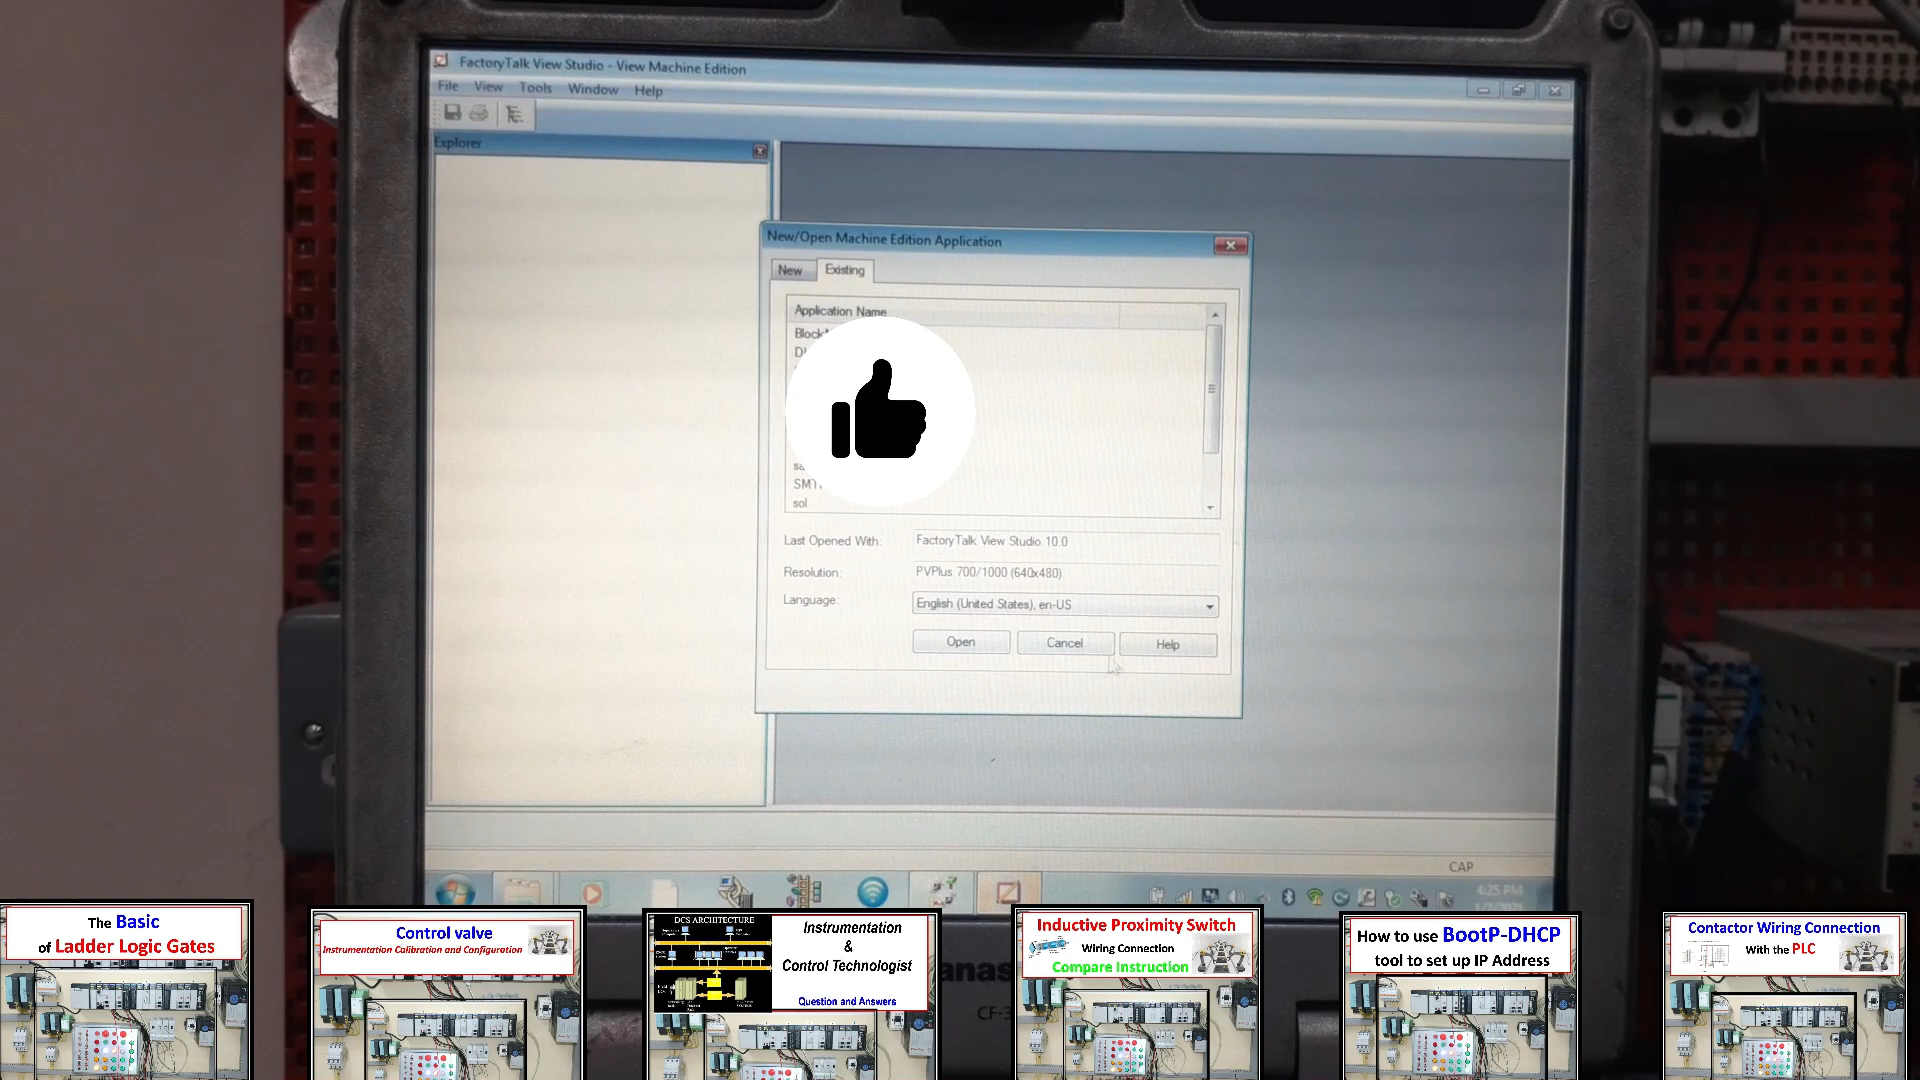 FactoryTalk View Studio - View Machine Edition
File View Tools Window Help
Explorer
New/Open Machine Edition Application
New Existing
Application Name
Block
sol
Last Opened With: FactoryTalk View Studio 10.0
Resolution: PVPlus 700/1000 (640x480)
Language: English (United States), en-US
Open Cancel Help
CAP
4:25 PM
The Basic
of Ladder Logic Gates
Control valve
Instrumentation Calibration and Configuration
DCS ARCHITECTURE
Instrumentation
&
Control Technologist
Question and Answers
Inductive Proximity Switch
Wiring Connection
Compare Instruction
How to use BootP-DHCP
tool to set up IP Address
Contactor Wiring Connection
With the PLC